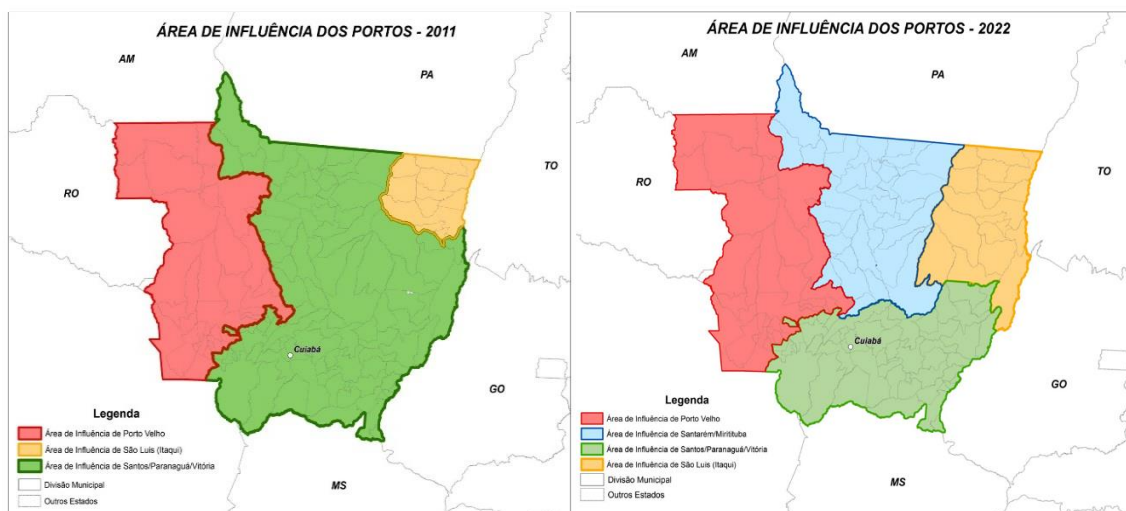 ÁREA DE INFLUÊNCIA DOS PORTOS - 2011
AM
PA
RO
TO
Cuiabá
GO
MS
Legenda
Área de Influência de Porto Velho
Área de Influência de São Luis (Itaqui)
Área de Influência de Santos/Paranaguá/Vitória
Divisão Municipal
Outros Estados
ÁREA DE INFLUÊNCIA DOS PORTOS - 2022
AM
PA
RO
TO
Cuiabá
GO
MS
Legenda
Área de Influência de Porto Velho
Área de Influência de Santarém/Miritituba
Área de Influência de Santos/Paranaguá/Vitória
Área de Influência de São Luis (Itaqui)
Divisão Municipal
Outros Estados